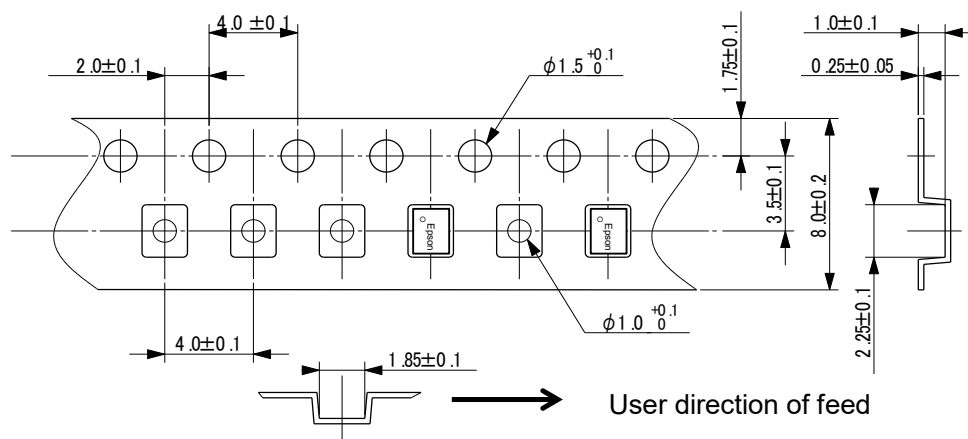 4.0±0.1
1.0±0.1
2.0±0.1
φ1.5 +0.1 0
1.75±0.1
0.25±0.05
3.5±0.1
8.0±0.2
Epson
Epson
2.25±0.1
φ1.0 +0.1 0
4.0±0.1
1.85±0.1
User direction of feed